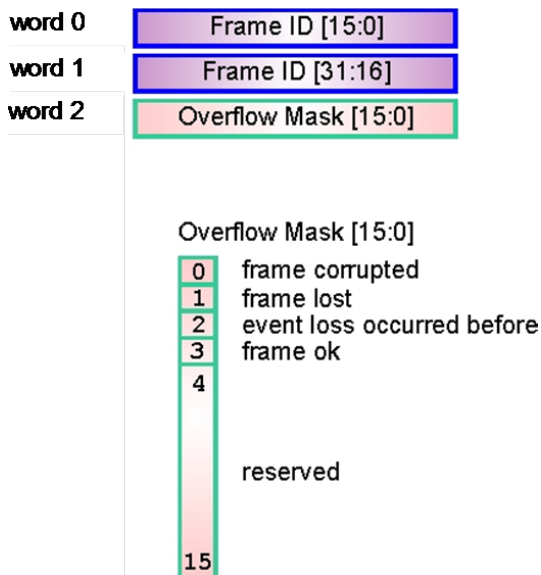 word 0 Frame ID [15:0]
word 1 Frame ID [31:16]
word 2 Overflow Mask [15:0]
Overflow Mask [15:0]
0 frame corrupted
1 frame lost
2 event loss occurred before
3 frame ok
4
reserved
15